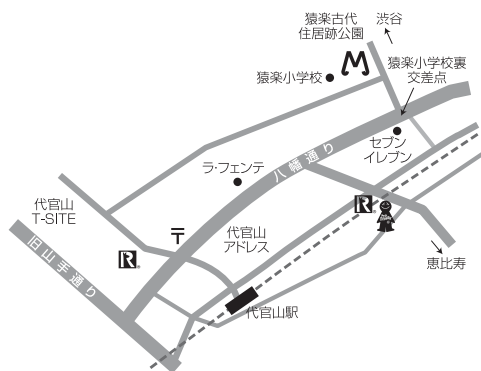 猿楽古代
住居跡公園
渋谷
猿楽小学校
猿楽小学校裏
交差点
セブン
イレブン
ラ・フェンテ
八幡通り
代官山
T-SITE
〒
代官山
アドレス
R
R
旧山手通り
恵比寿
代官山駅